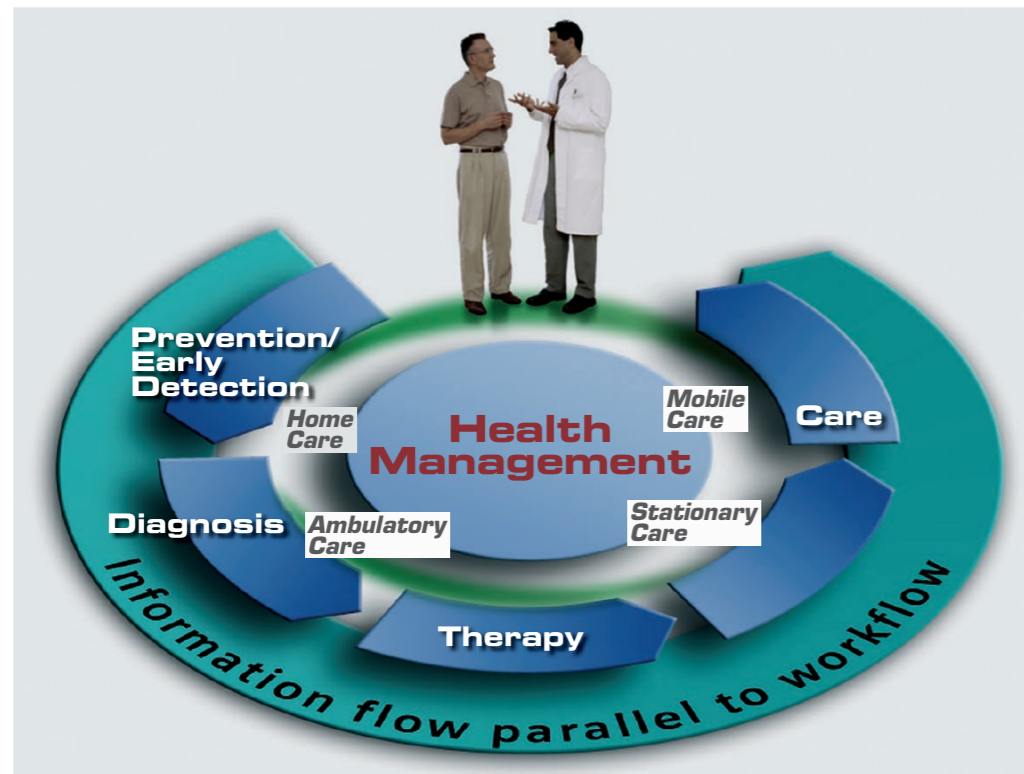 Prevention/
Early
Detection
Home
Care
Health
Management
Mobile
Care
Care
Diagnosis
Ambulatory
Care
Stationary
Care
Therapy
Information flow parallel to workflow